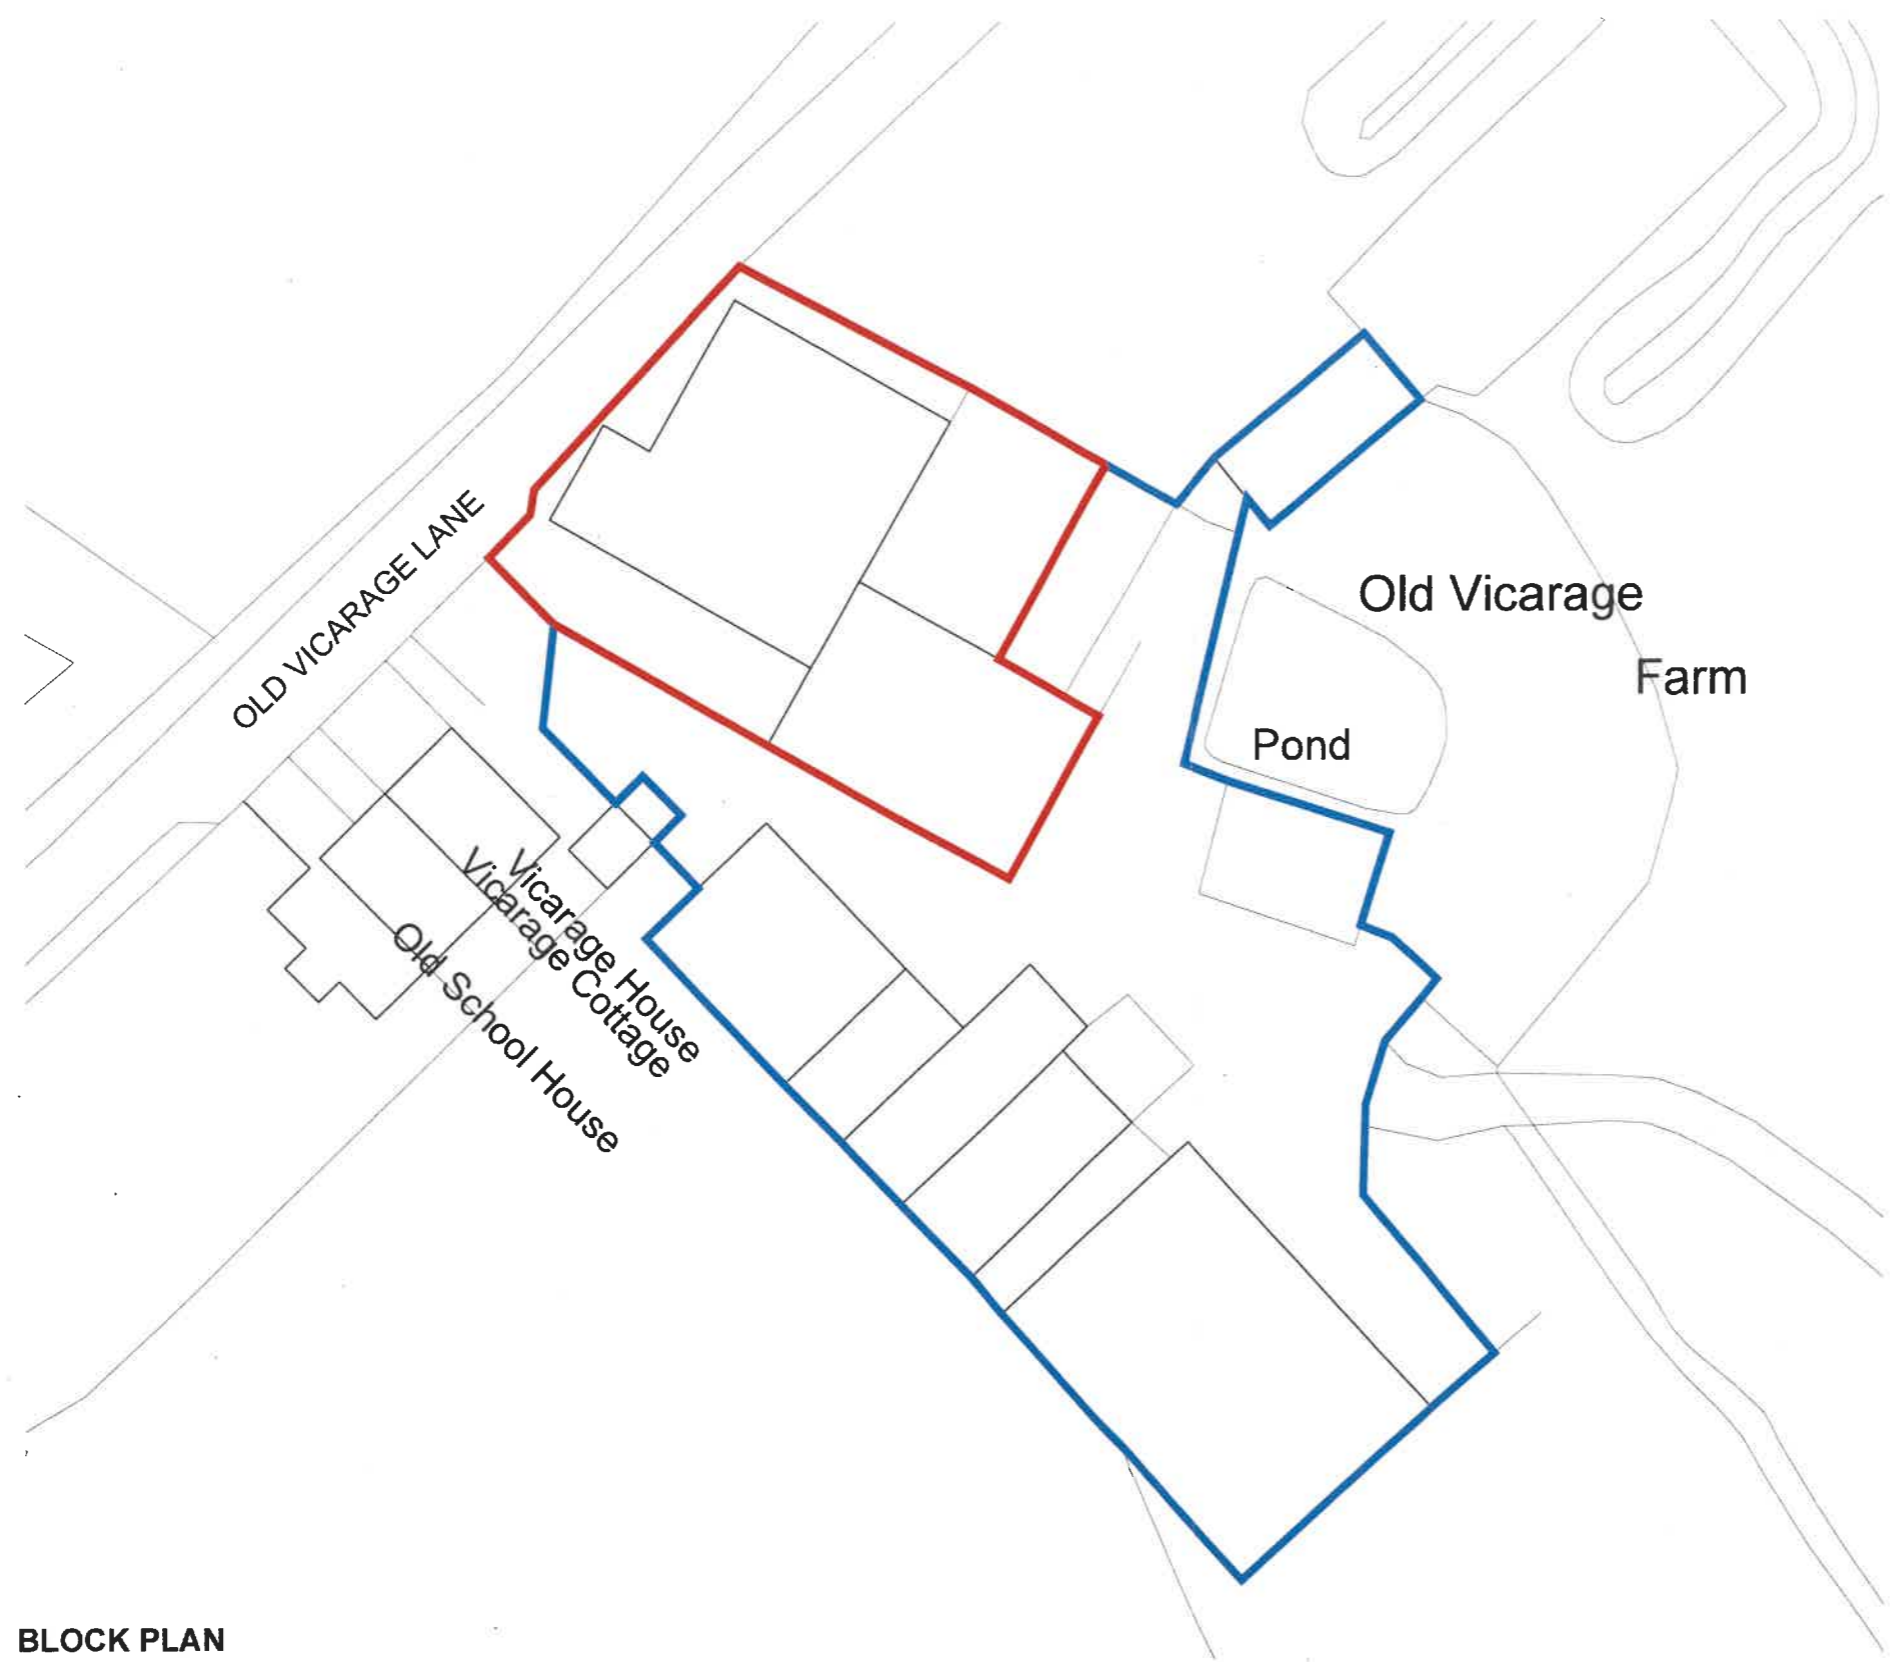 OLD VICARAGE LANE
Old Vicarage
Farm
Pond
Vicarage House
Vicarage Cottage
Old School House
BLOCK PLAN